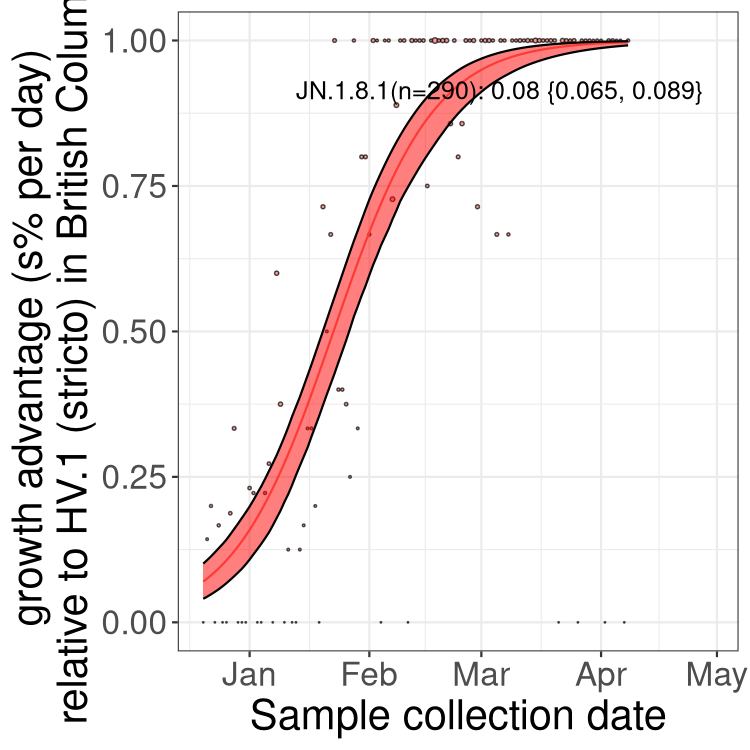 growth advantage (s% per day)
relative to HV.1 (stricto) in British Colum
1.00
0.75
0.50
0.25
0.00
JN.1.8.1(n=290): 0.08 {0.065, 0.089}
Jan Feb Mar Apr May
Sample collection date